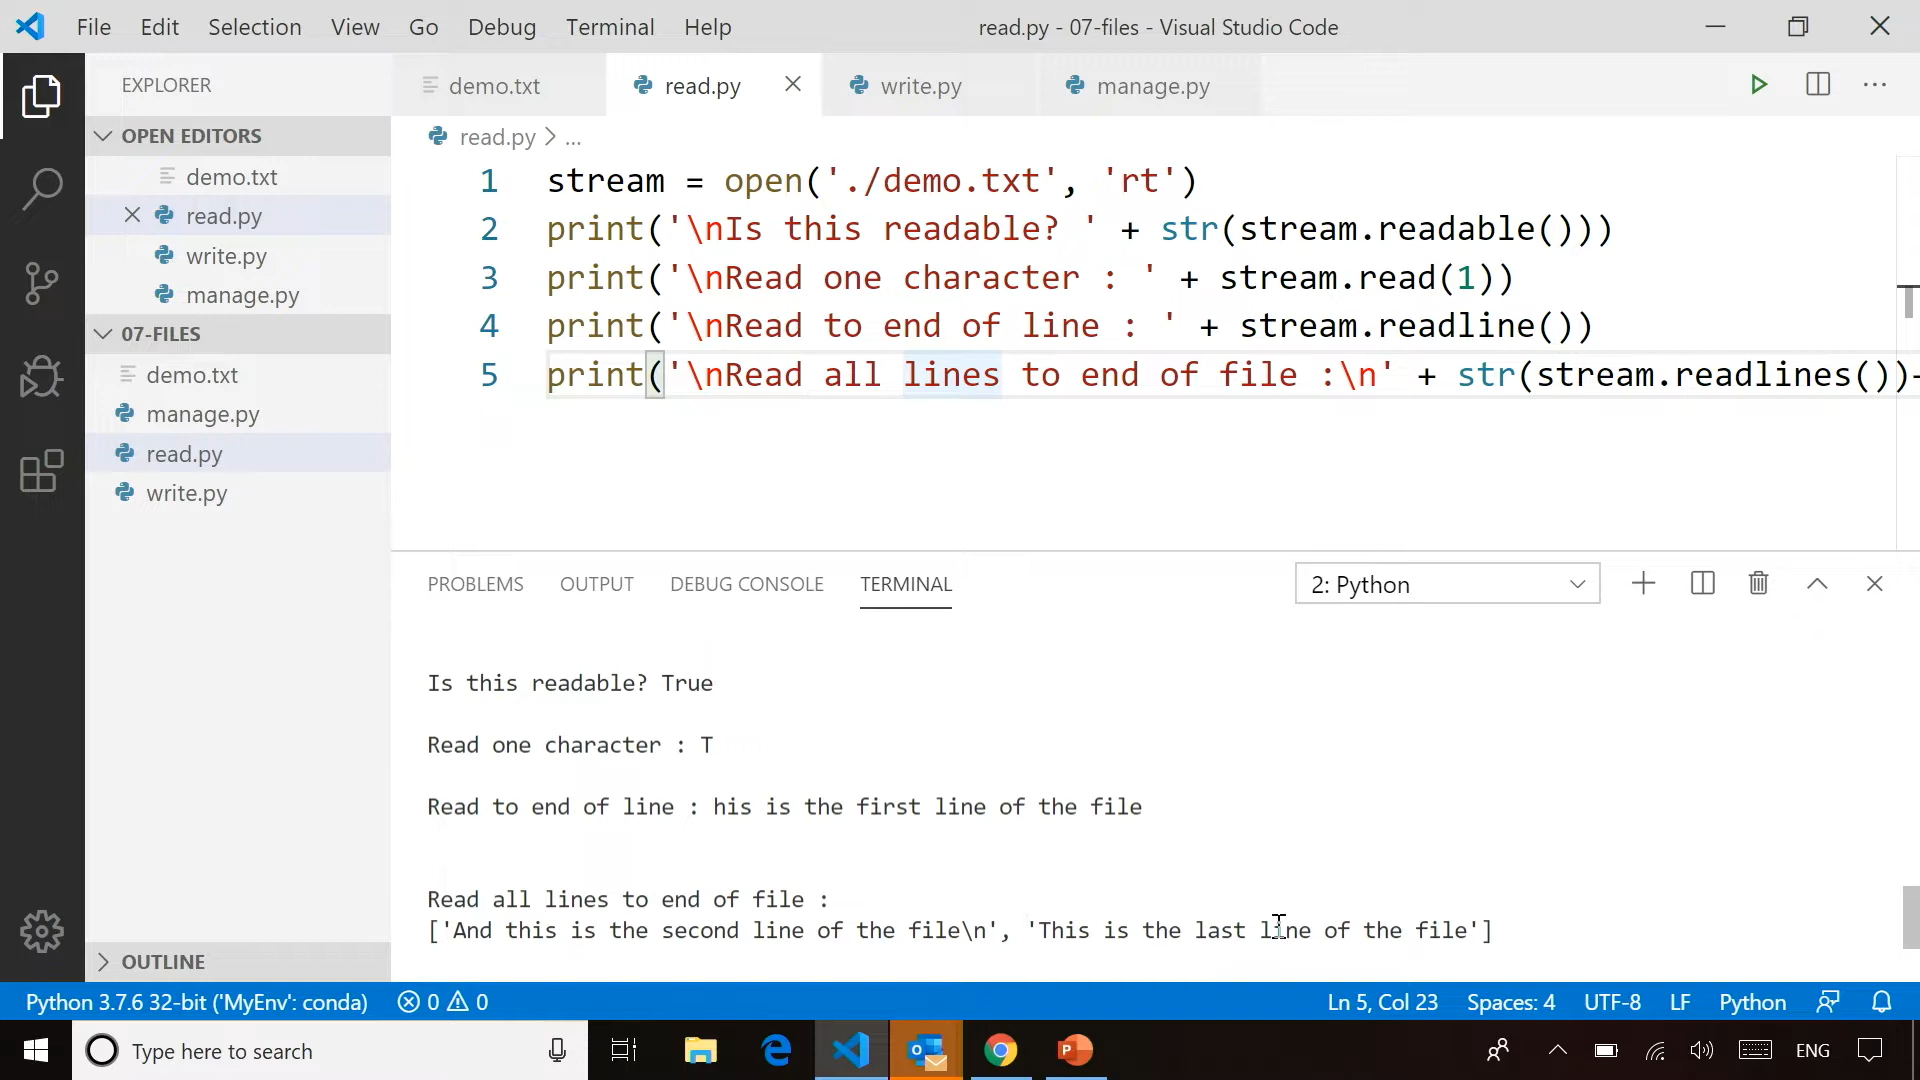 File Edit Selection View Go Debug Terminal Help
read.py - 07-files - Visual Studio Code
EXPLORER
OPEN EDITORS
demo.txt
read.py
write.py
manage.py
07-FILES
demo.txt
manage.py
read.py
write.py
OUTLINE
demo.txt read.py write.py manage.py
read.py > ...
1 stream = open('./demo.txt', 'rt')
2 print('\nIs this readable? ' + str(stream.readable()))
3 print('\nRead one character : ' + stream.read(1))
4 print('\nRead to end of line : ' + stream.readline())
5 print('\nRead all lines to end of file :\n' + str(stream.readlines())
PROBLEMS OUTPUT DEBUG CONSOLE TERMINAL
2: Python
Is this readable? True
Read one character : T
Read to end of line : his is the first line of the file
Read all lines to end of file :
['And this is the second line of the file\n', 'This is the last line of the file']
Python 3.7.6 32-bit ('MyEnv': conda) 0 0 Ln 5, Col 23 Spaces: 4 UTF-8 LF Python
Type here to search
ENG